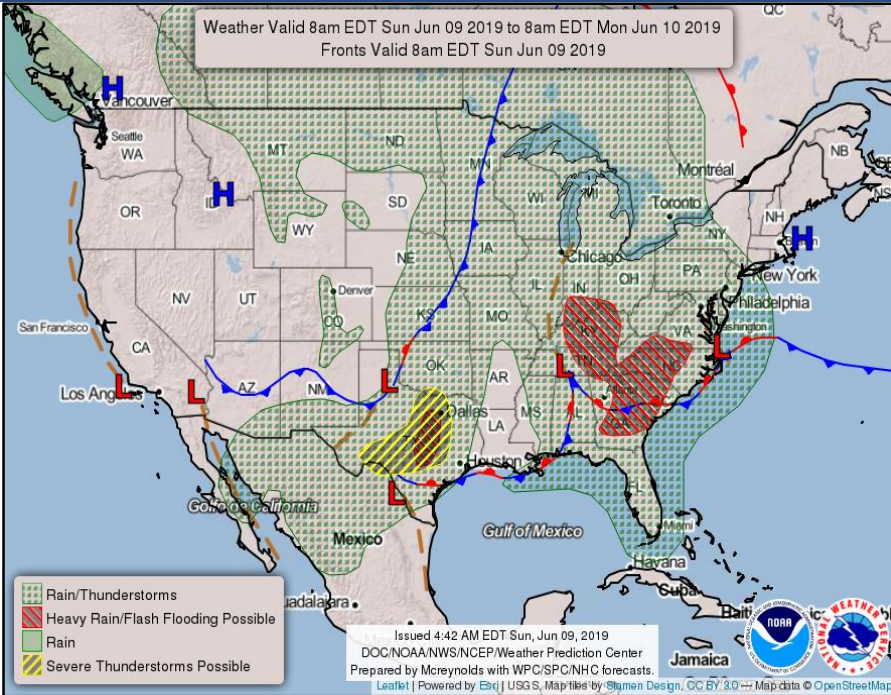 Weather Valid 8am EDT Sun Jun 09 2019 to 8am EDT Mon Jun 10 2019
Fronts Valid 8am EDT Sun Jun 09 2019
QC
H
Vancouver
Seattle
WA
MT
ND
MN
Montréal
NB
NS
OR
H
ID
SD
WI
MI
Toronto
NH
H
WY
NE
IA
Chicago
NY
New York
NV
UT
Denver
IL
IN
OH
PA
Philadelphia
San Francisco
CO
KS
MO
KY
VA
Washington
CA
L
Los Angeles
L
AZ
NM
L
OK
AR
L
TN
NC
L
Atlanta
Dallas
TX
LA
MS
AL
GA
Houston
L
FL
Golfo de California
Mexico
Gulf of Mexico
Miami
Havana
Cuba
Jamaica
Rain/Thunderstorms
Heavy Rain/Flash Flooding Possible
Rain
Severe Thunderstorms Possible
Issued 4:42 AM EDT Sun, Jun 09, 2019
DOC/NOAA/NWS/NCEP/Weather Prediction Center
Prepared by Mcreynolds with WPC/SPC/NHC forecasts.
Leaflet | Powered by Esri | USGS, Map tiles by Stamen Design, CC BY 3.0 — Map data © OpenStreetMap
NOAA
NATIONAL WEATHER SERVICE